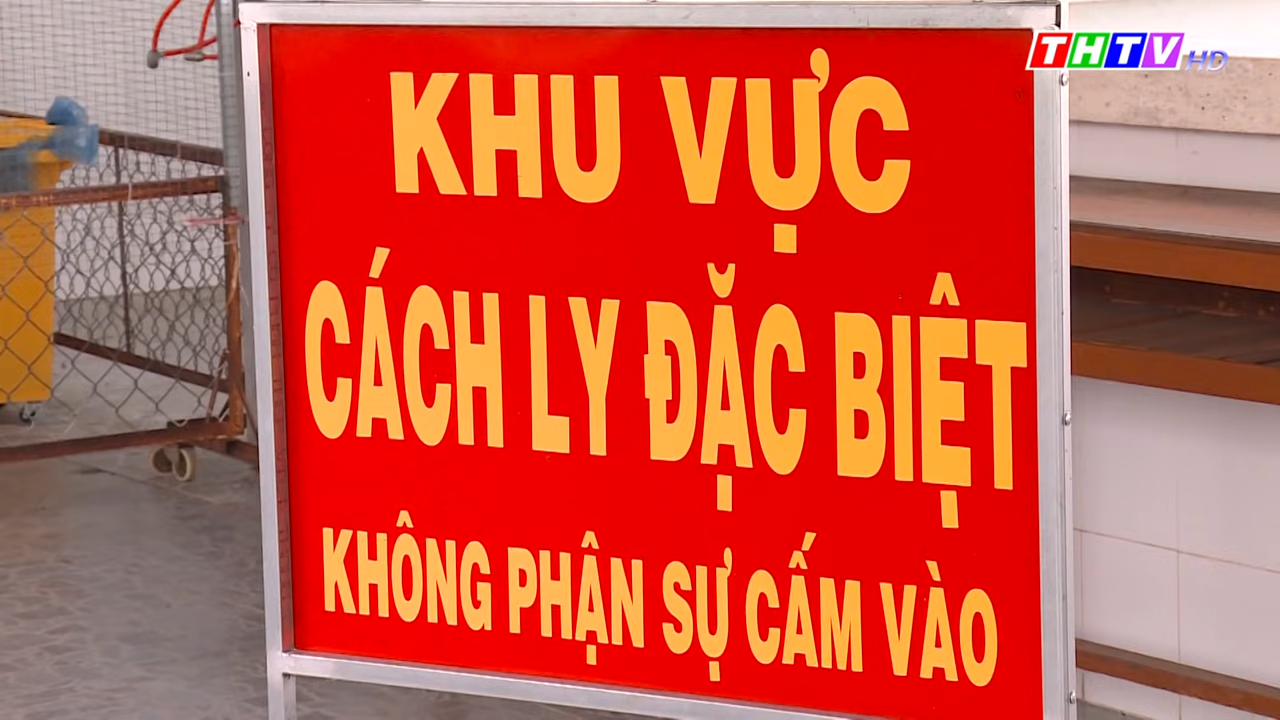 THTV HD
KHU VỰC
CÁCH LY ĐẶC BIỆT
KHÔNG PHẬN SỰ CẤM VÀO